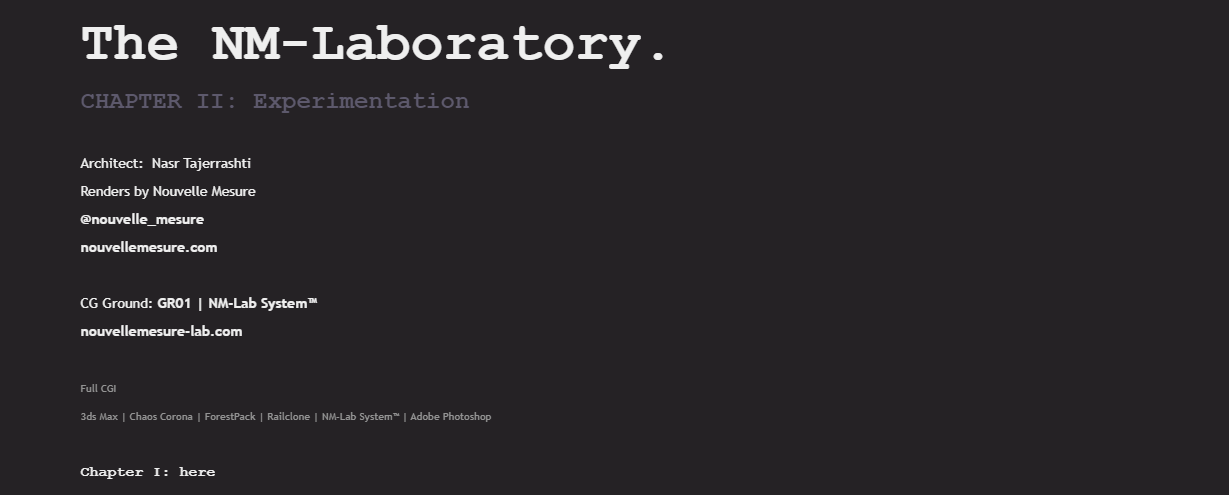 The NM-Laboratory.
CHAPTER II: Experimentation
Architect: Nasr Tajerrashti
Renders by Nouvelle Mesure
@nouvelle_mesure
nouvellemesure.com
CG Ground: GR01 | NM-Lab System™
nouvellemesure-lab.com
Full CGI
3ds Max | Chaos Corona | ForestPack | Railclone | NM-Lab System™ | Adobe Photoshop
Chapter I: here